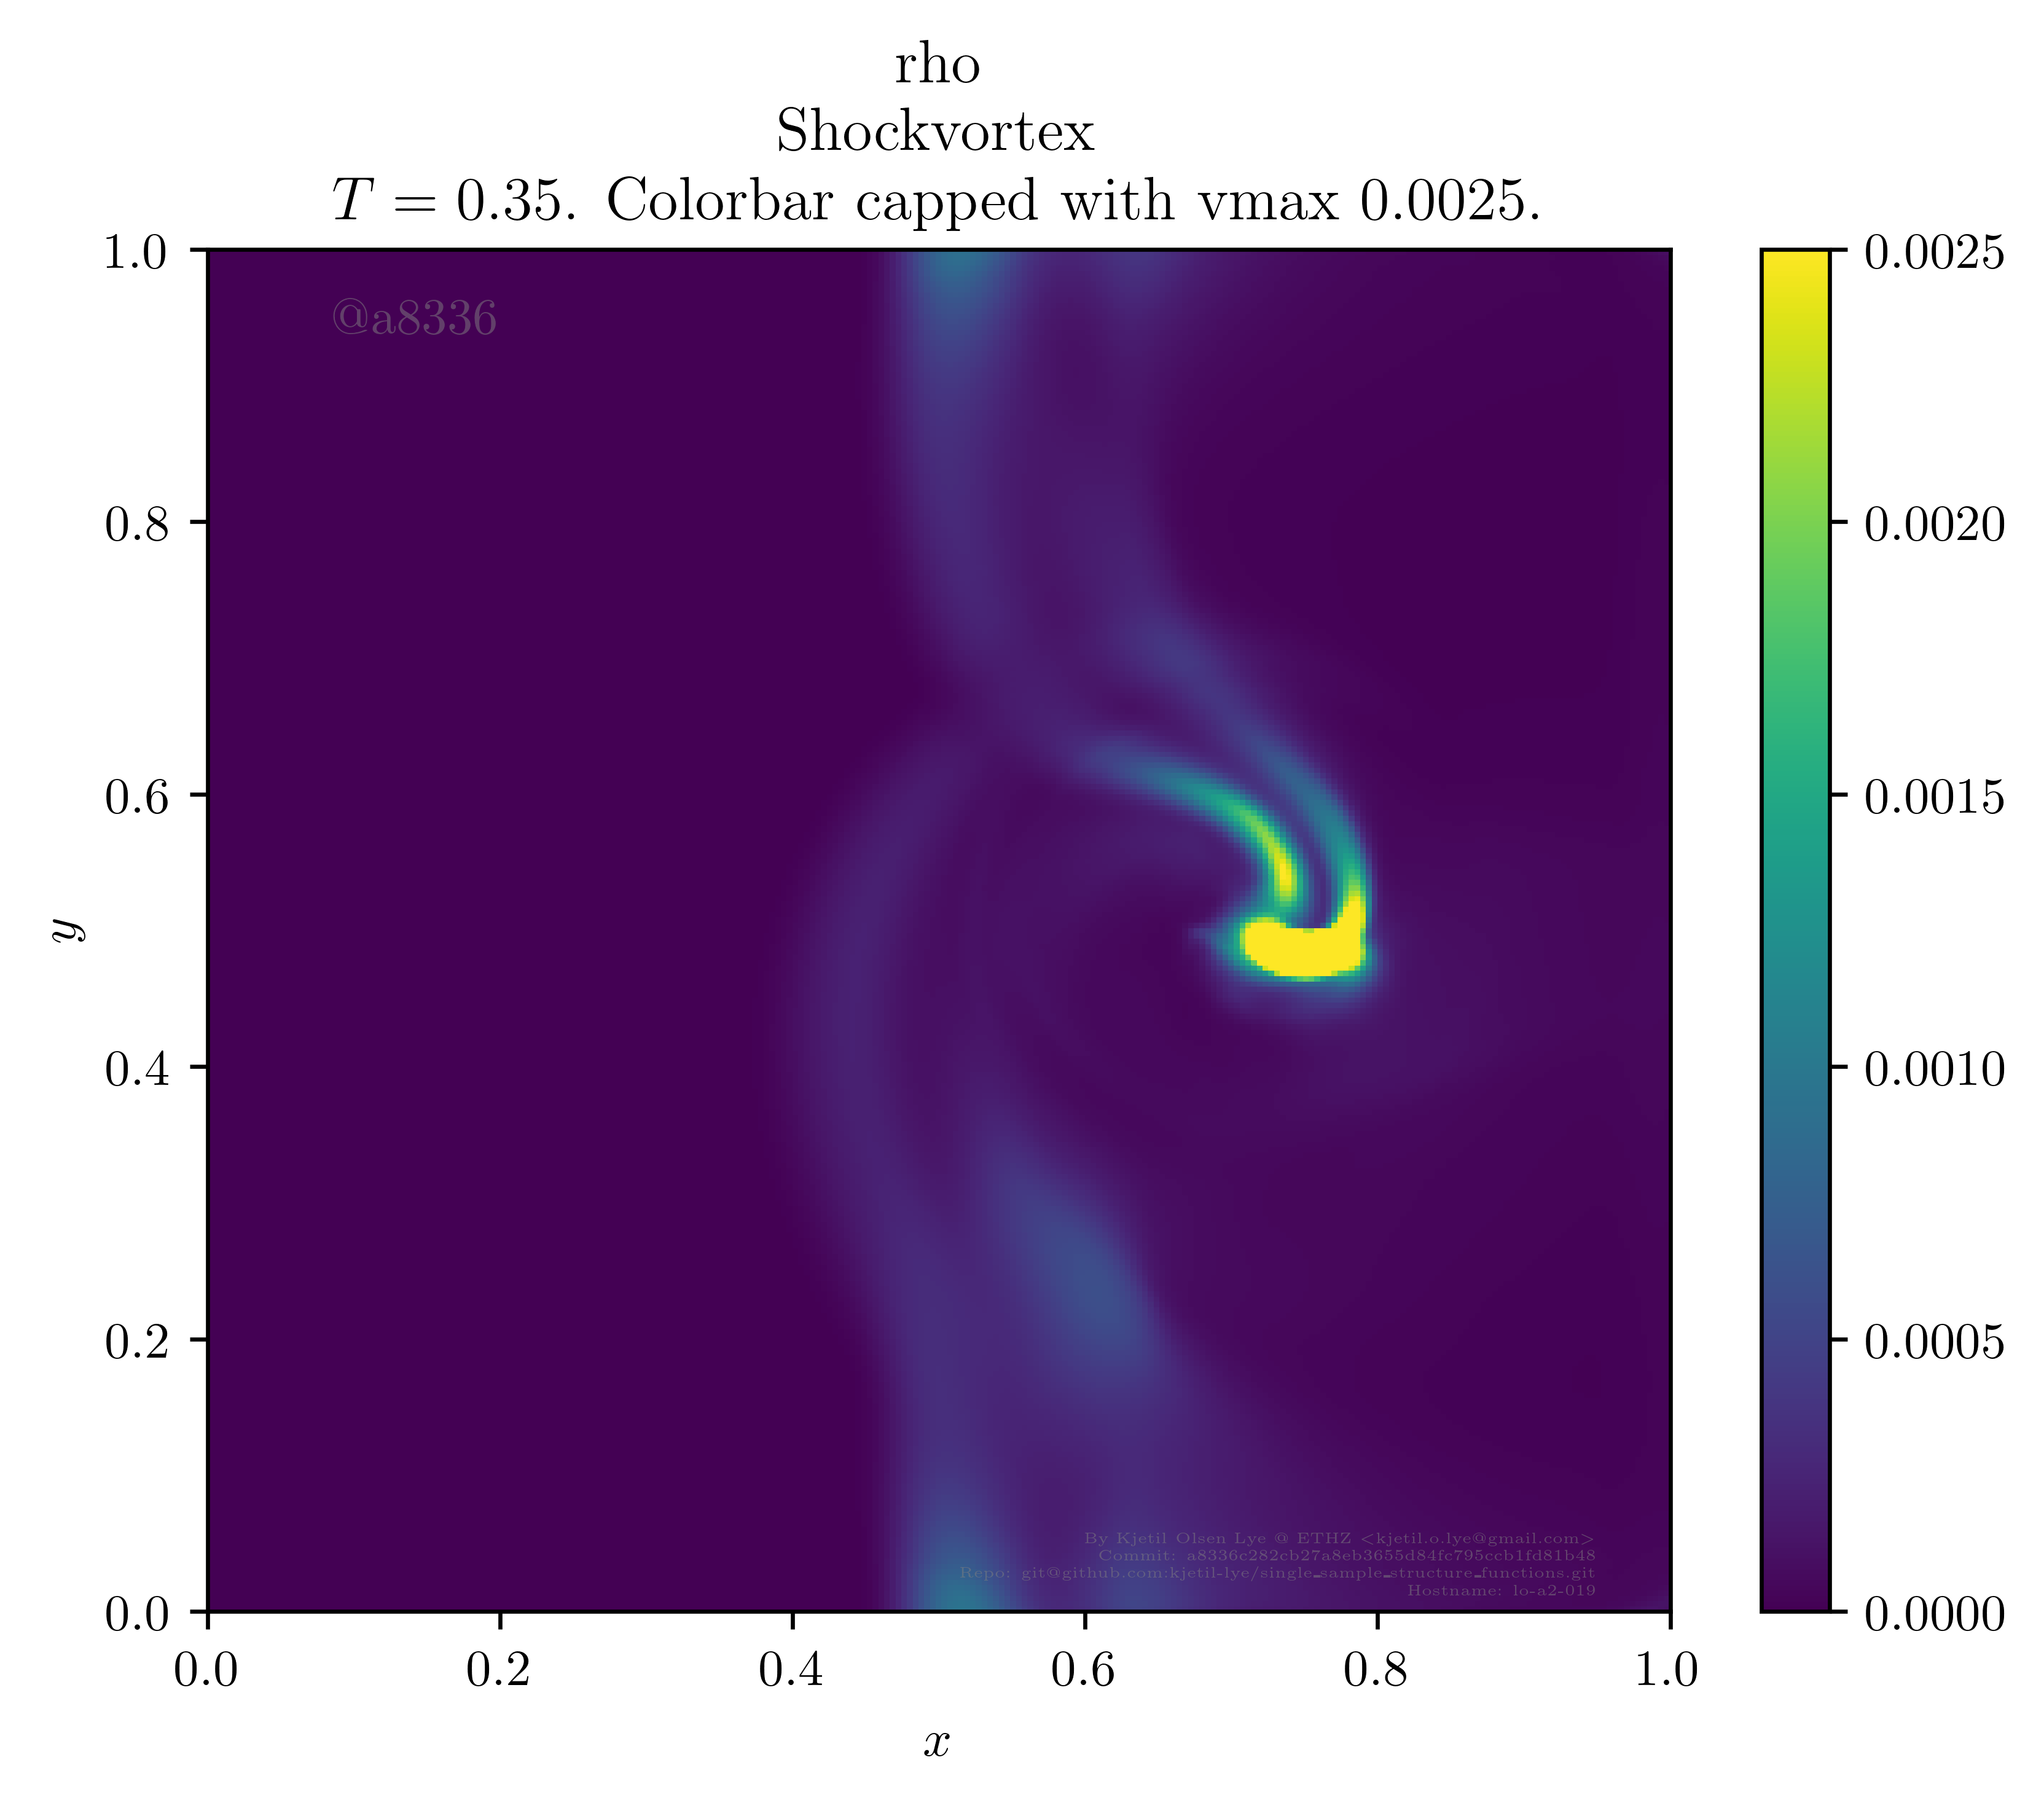 rho
Shockvortex
T = 0.35. Colorbar capped with vmax 0.0025.
@a8336
1.0
0.8
0.6
0.4
0.2
0.0
y
0.0 0.2 0.4 0.6 0.8 1.0
x
0.0025
0.0020
0.0015
0.0010
0.0005
0.0000
By Kjetil Olsen Lye @ ETHZ <kjetil.o.lye@gmail.com>
Commit: a8336c282cb27a8eb3655d84fc795ccb1fd81b48
Repo: git@github.com:kjetil-lye/single_sample_structure_functions.git
Hostname: lo-a2-019